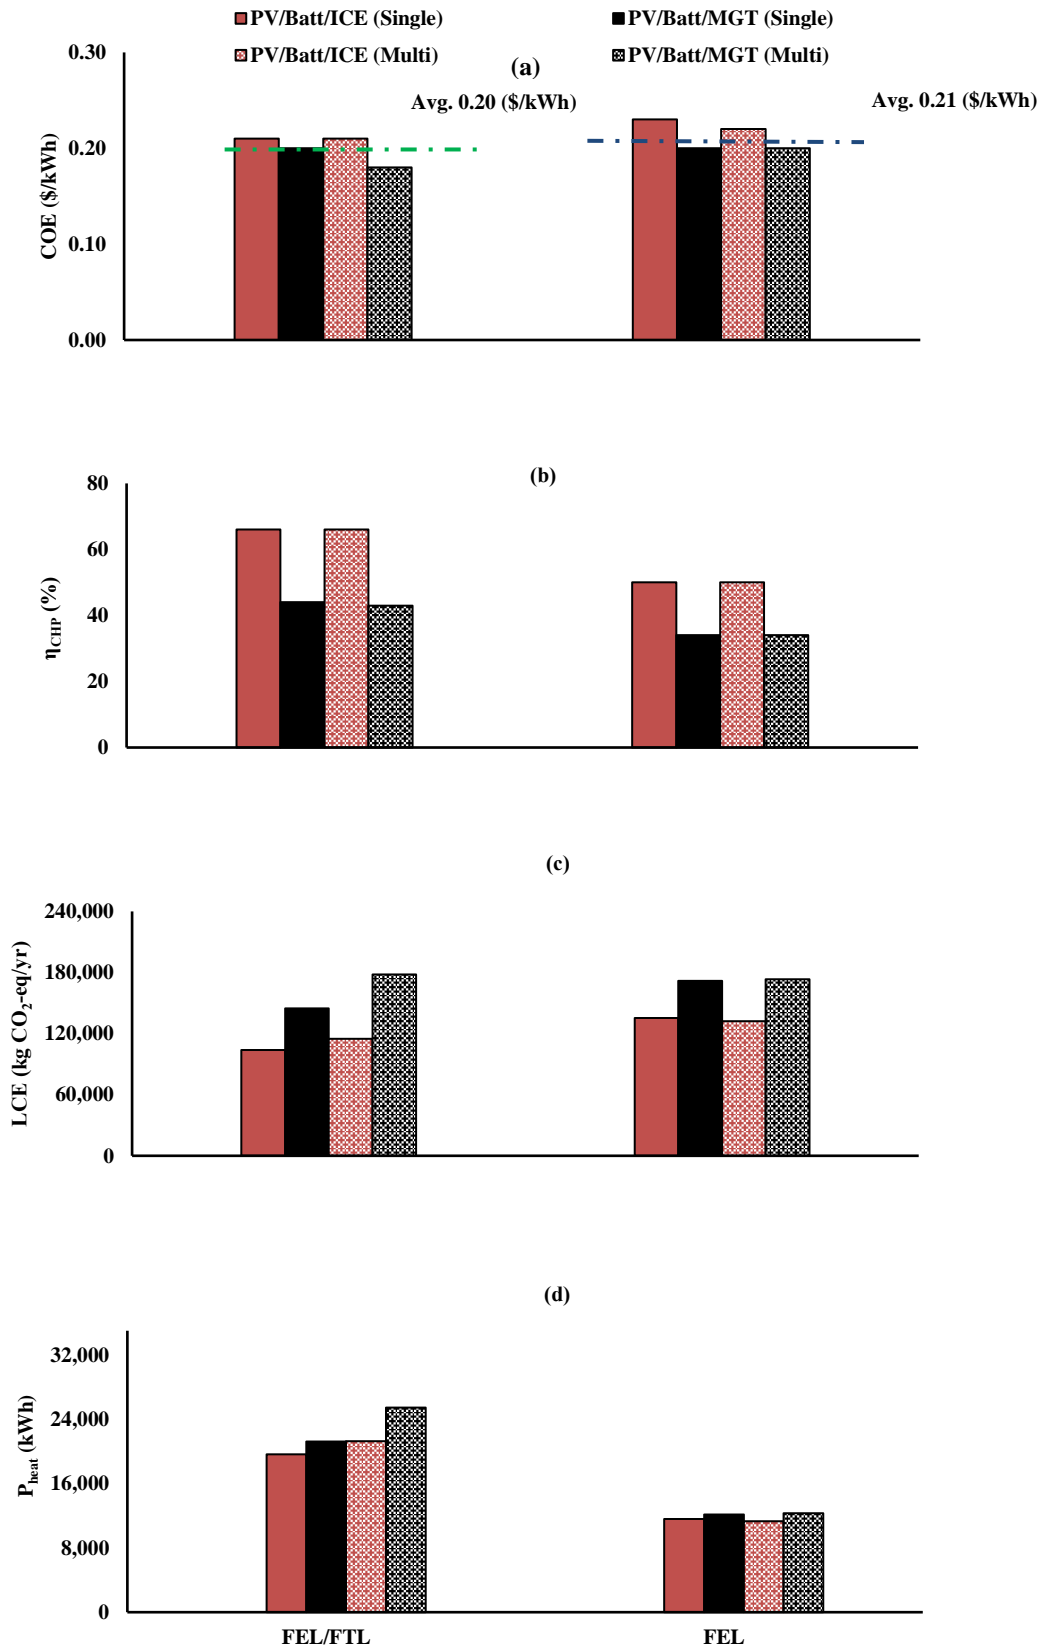 PV/Batt/ICE (Single)
PV/Batt/MGT (Single)
PV/Batt/ICE (Multi)
PV/Batt/MGT (Multi)
(a)
Avg. 0.20 ($/kWh)
Avg. 0.21 ($/kWh)
COE ($/kWh)
0.30
0.20
0.10
0.00
(b)
ηCHP (%)
80
60
40
20
0
(c)
LCE (kg CO₂-eq/yr)
240,000
180,000
120,000
60,000
0
(d)
Pheat (kWh)
32,000
24,000
16,000
8,000
0
FEL/FTL
FEL